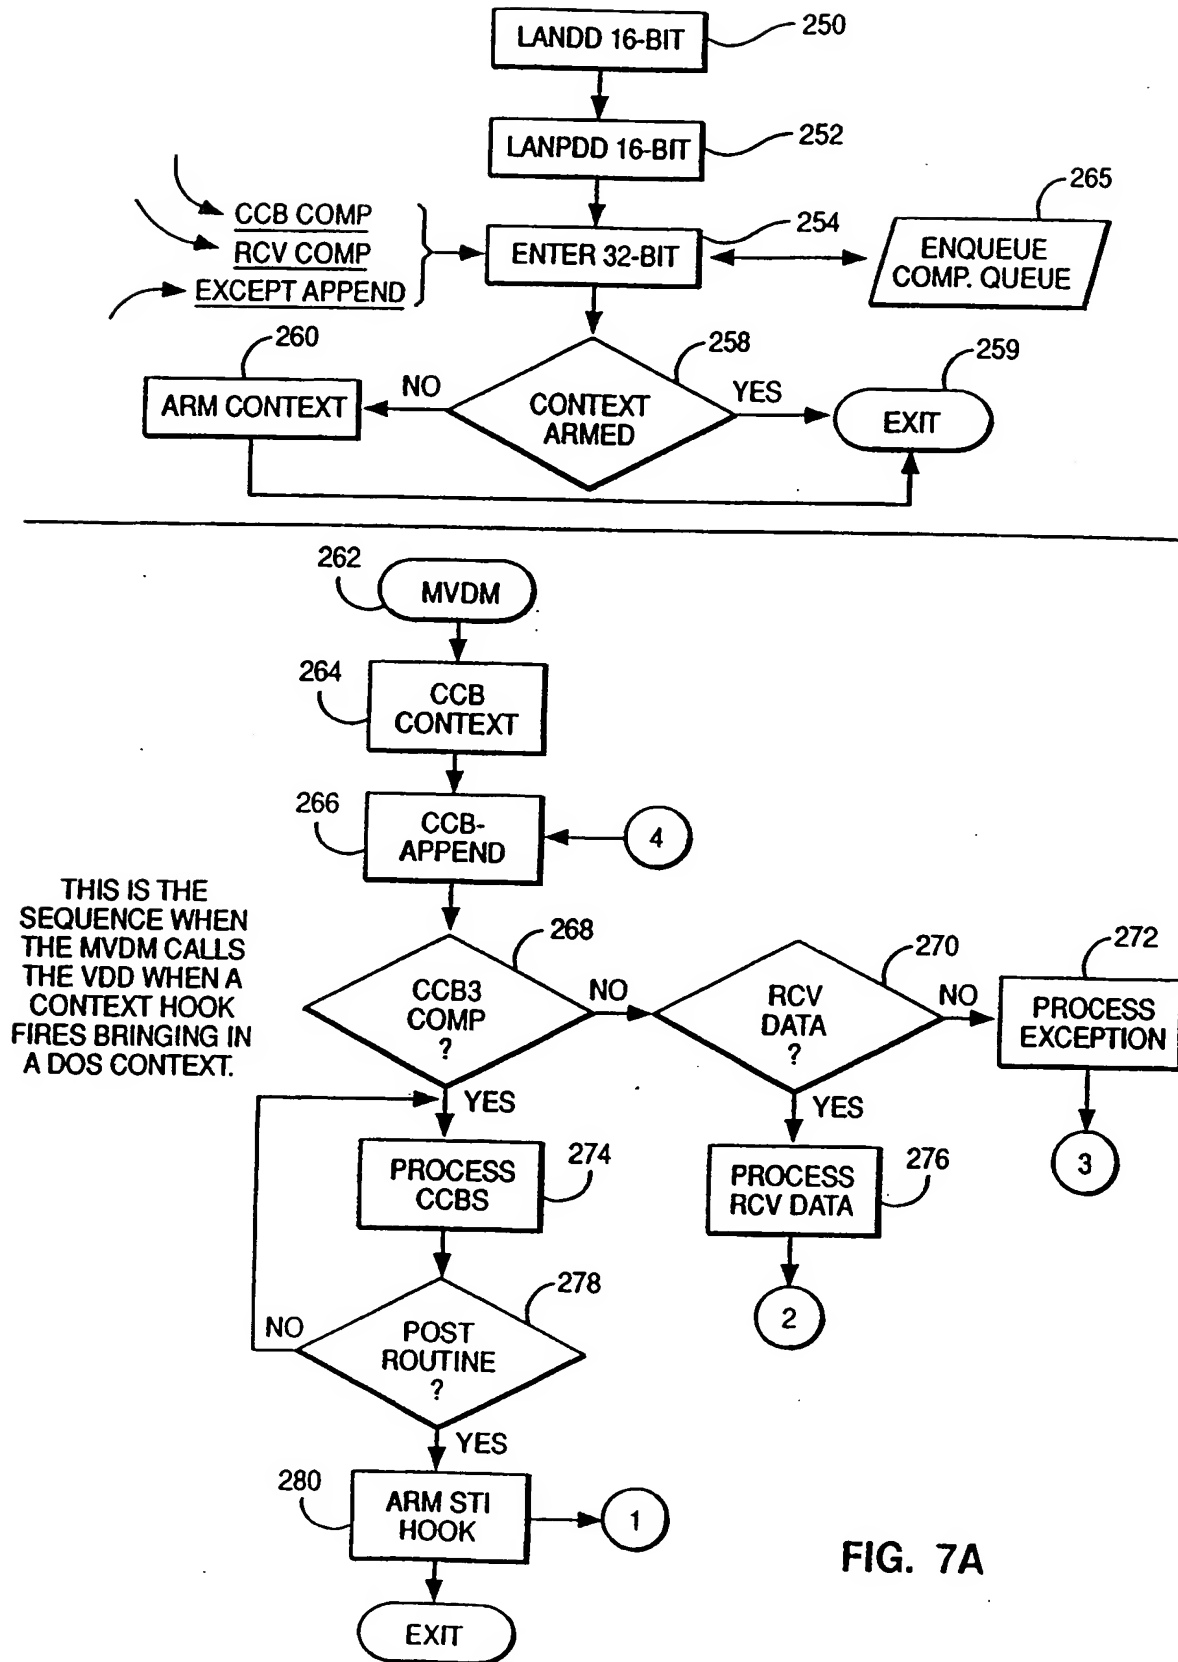 LANDD 16-BIT
250
LANPDD 16-BIT
252
CCB COMP
RCV COMP
EXCEPT APPEND
ENTER 32-BIT
254
265
ENQUEUE
COMP. QUEUE
260
ARM CONTEXT
NO
258
CONTEXT
ARMED
YES
259
EXIT
262
MVDM
264
CCB
CONTEXT
266
CCB-
APPEND
4
THIS IS THE
SEQUENCE WHEN
THE MVDM CALLS
THE VDD WHEN A
CONTEXT HOOK
FIRES BRINGING IN
A DOS CONTEXT.
268
CCB3
COMP
?
NO
270
RCV
DATA
?
NO
272
PROCESS
EXCEPTION
YES
YES
3
PROCESS
CCBS
274
PROCESS
RCV DATA
276
278
NO
POST
ROUTINE
?
2
YES
280
ARM STI
HOOK
1
EXIT
FIG. 7A